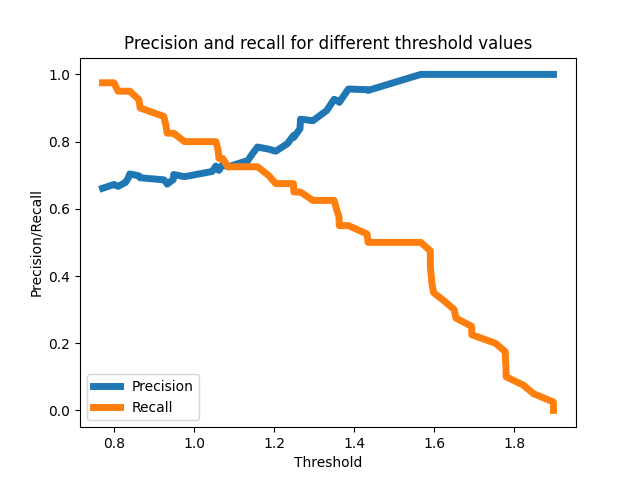 Precision and recall for different threshold values
1.0
0.8
0.6
0.4
0.2
0.0
Precision/Recall
Precision
Recall
0.8 1.0 1.2 1.4 1.6 1.8
Threshold